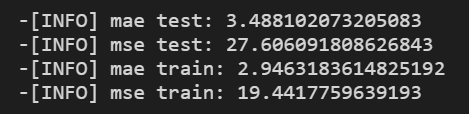 -[INFO] mae test: 3.488102073205083
-[INFO] mse test: 27.606091808626843
-[INFO] mae train: 2.9463183614825192
-[INFO] mse train: 19.4417759639193